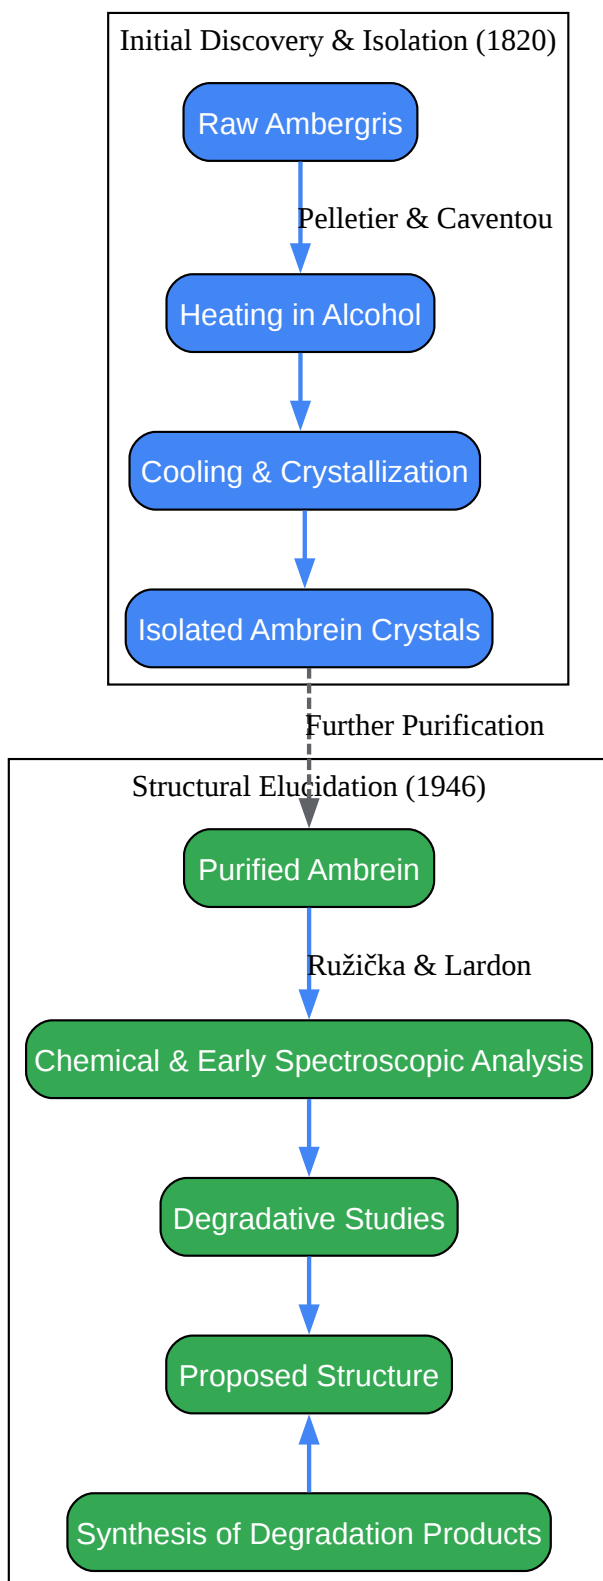 Initial Discovery & Isolation (1820)
Raw Ambergris
Pelletier & Caventou
Heating in Alcohol
Cooling & Crystallization
Isolated Ambrein Crystals
Further Purification
Structural Elucidation (1946)
Purified Ambrein
Ružička & Lardon
Chemical & Early Spectroscopic Analysis
Degradative Studies
Proposed Structure
Synthesis of Degradation Products